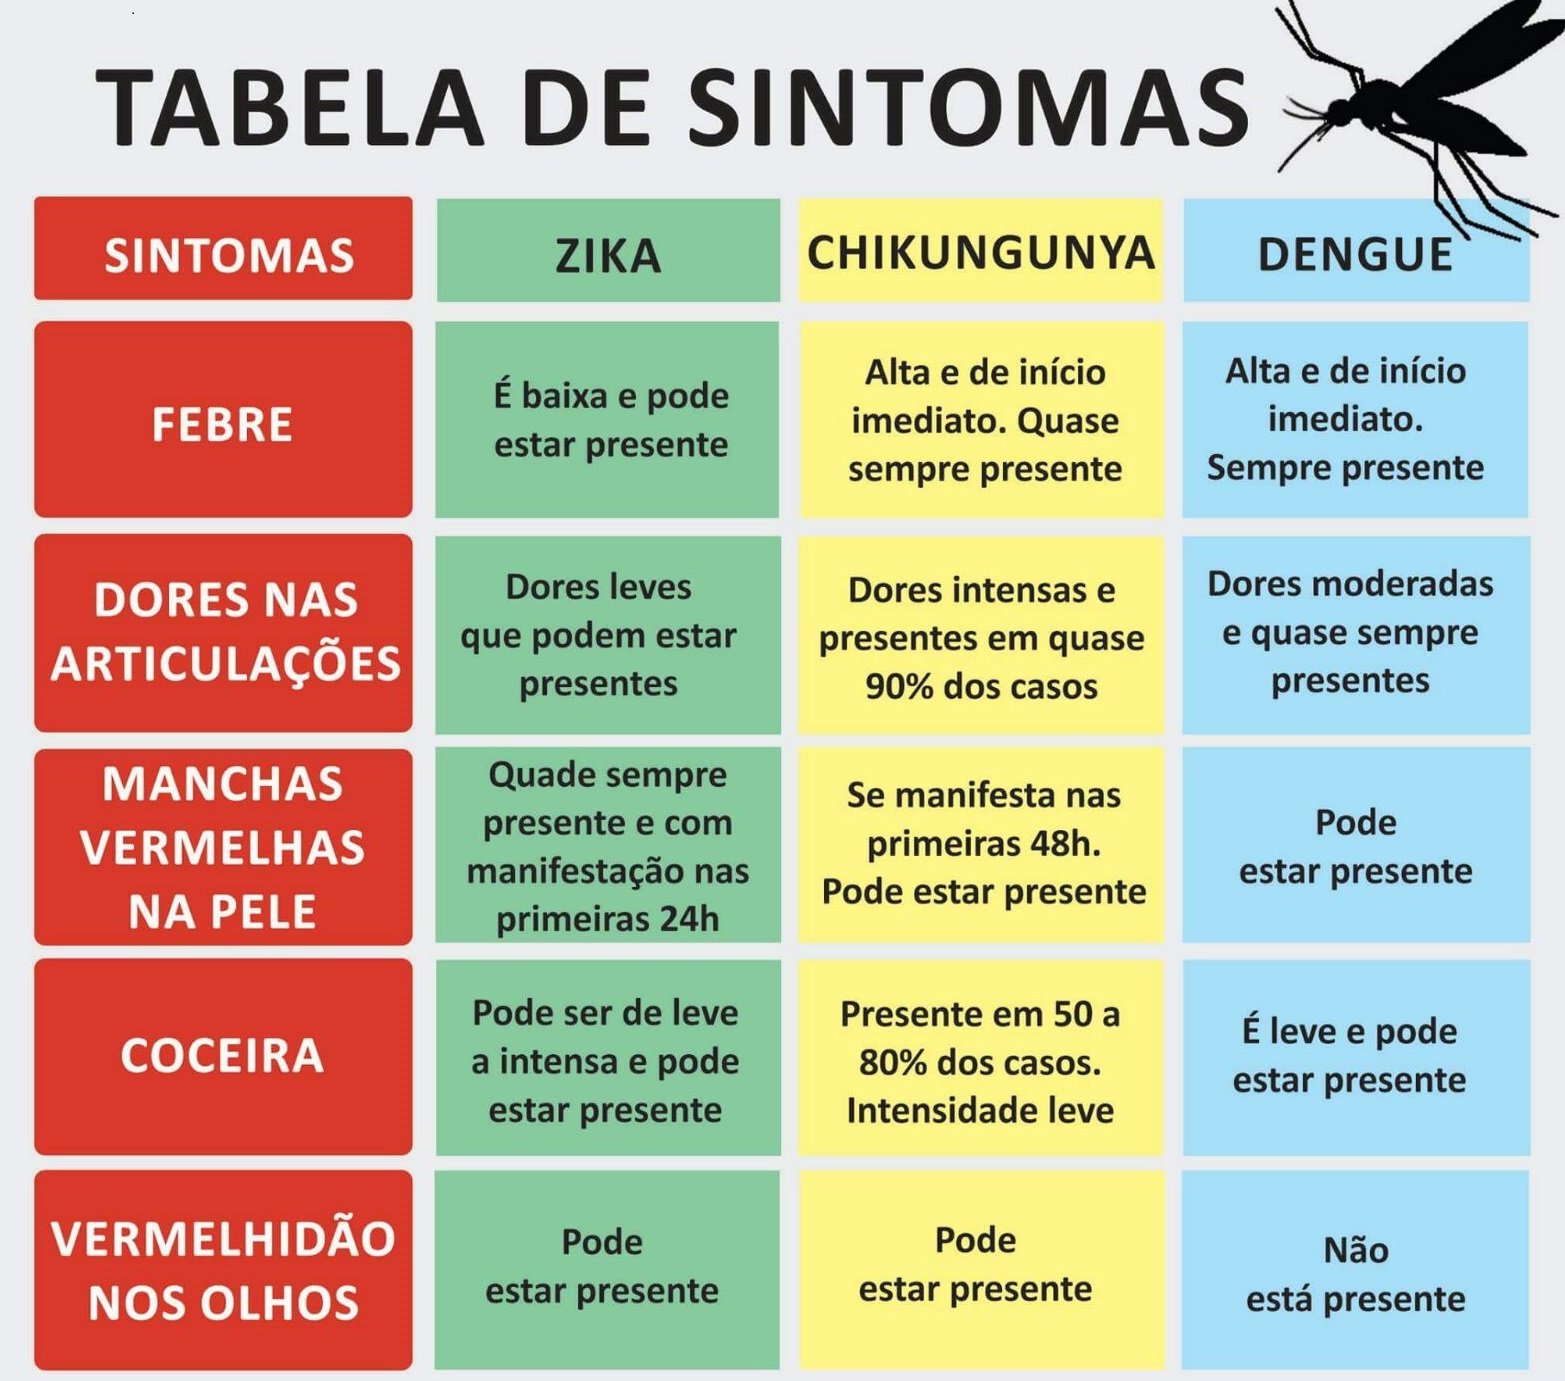 TABELA DE SINTOMAS
SINTOMAS
ZIKA
CHIKUNGUNYA
DENGUE
FEBRE
É baixa e pode
estar presente
Alta e de início
imediato. Quase
sempre presente
Alta e de início
imediato.
Sempre presente
DORES NAS
ARTICULAÇÕES
Dores leves
que podem estar
presentes
Dores intensas e
presentes em quase
90% dos casos
Dores moderadas
e quase sempre
presentes
MANCHAS
VERMELHAS
NA PELE
Quade sempre
presente e com
manifestação nas
primeiras 24h
Se manifesta nas
primeiras 48h.
Pode estar presente
Pode
estar presente
COCEIRA
Pode ser de leve
a intensa e pode
estar presente
Presente em 50 a
80% dos casos.
Intensidade leve
É leve e pode
estar presente
VERMELHIDÃO
NOS OLHOS
Pode
estar presente
Pode
estar presente
Não
está presente